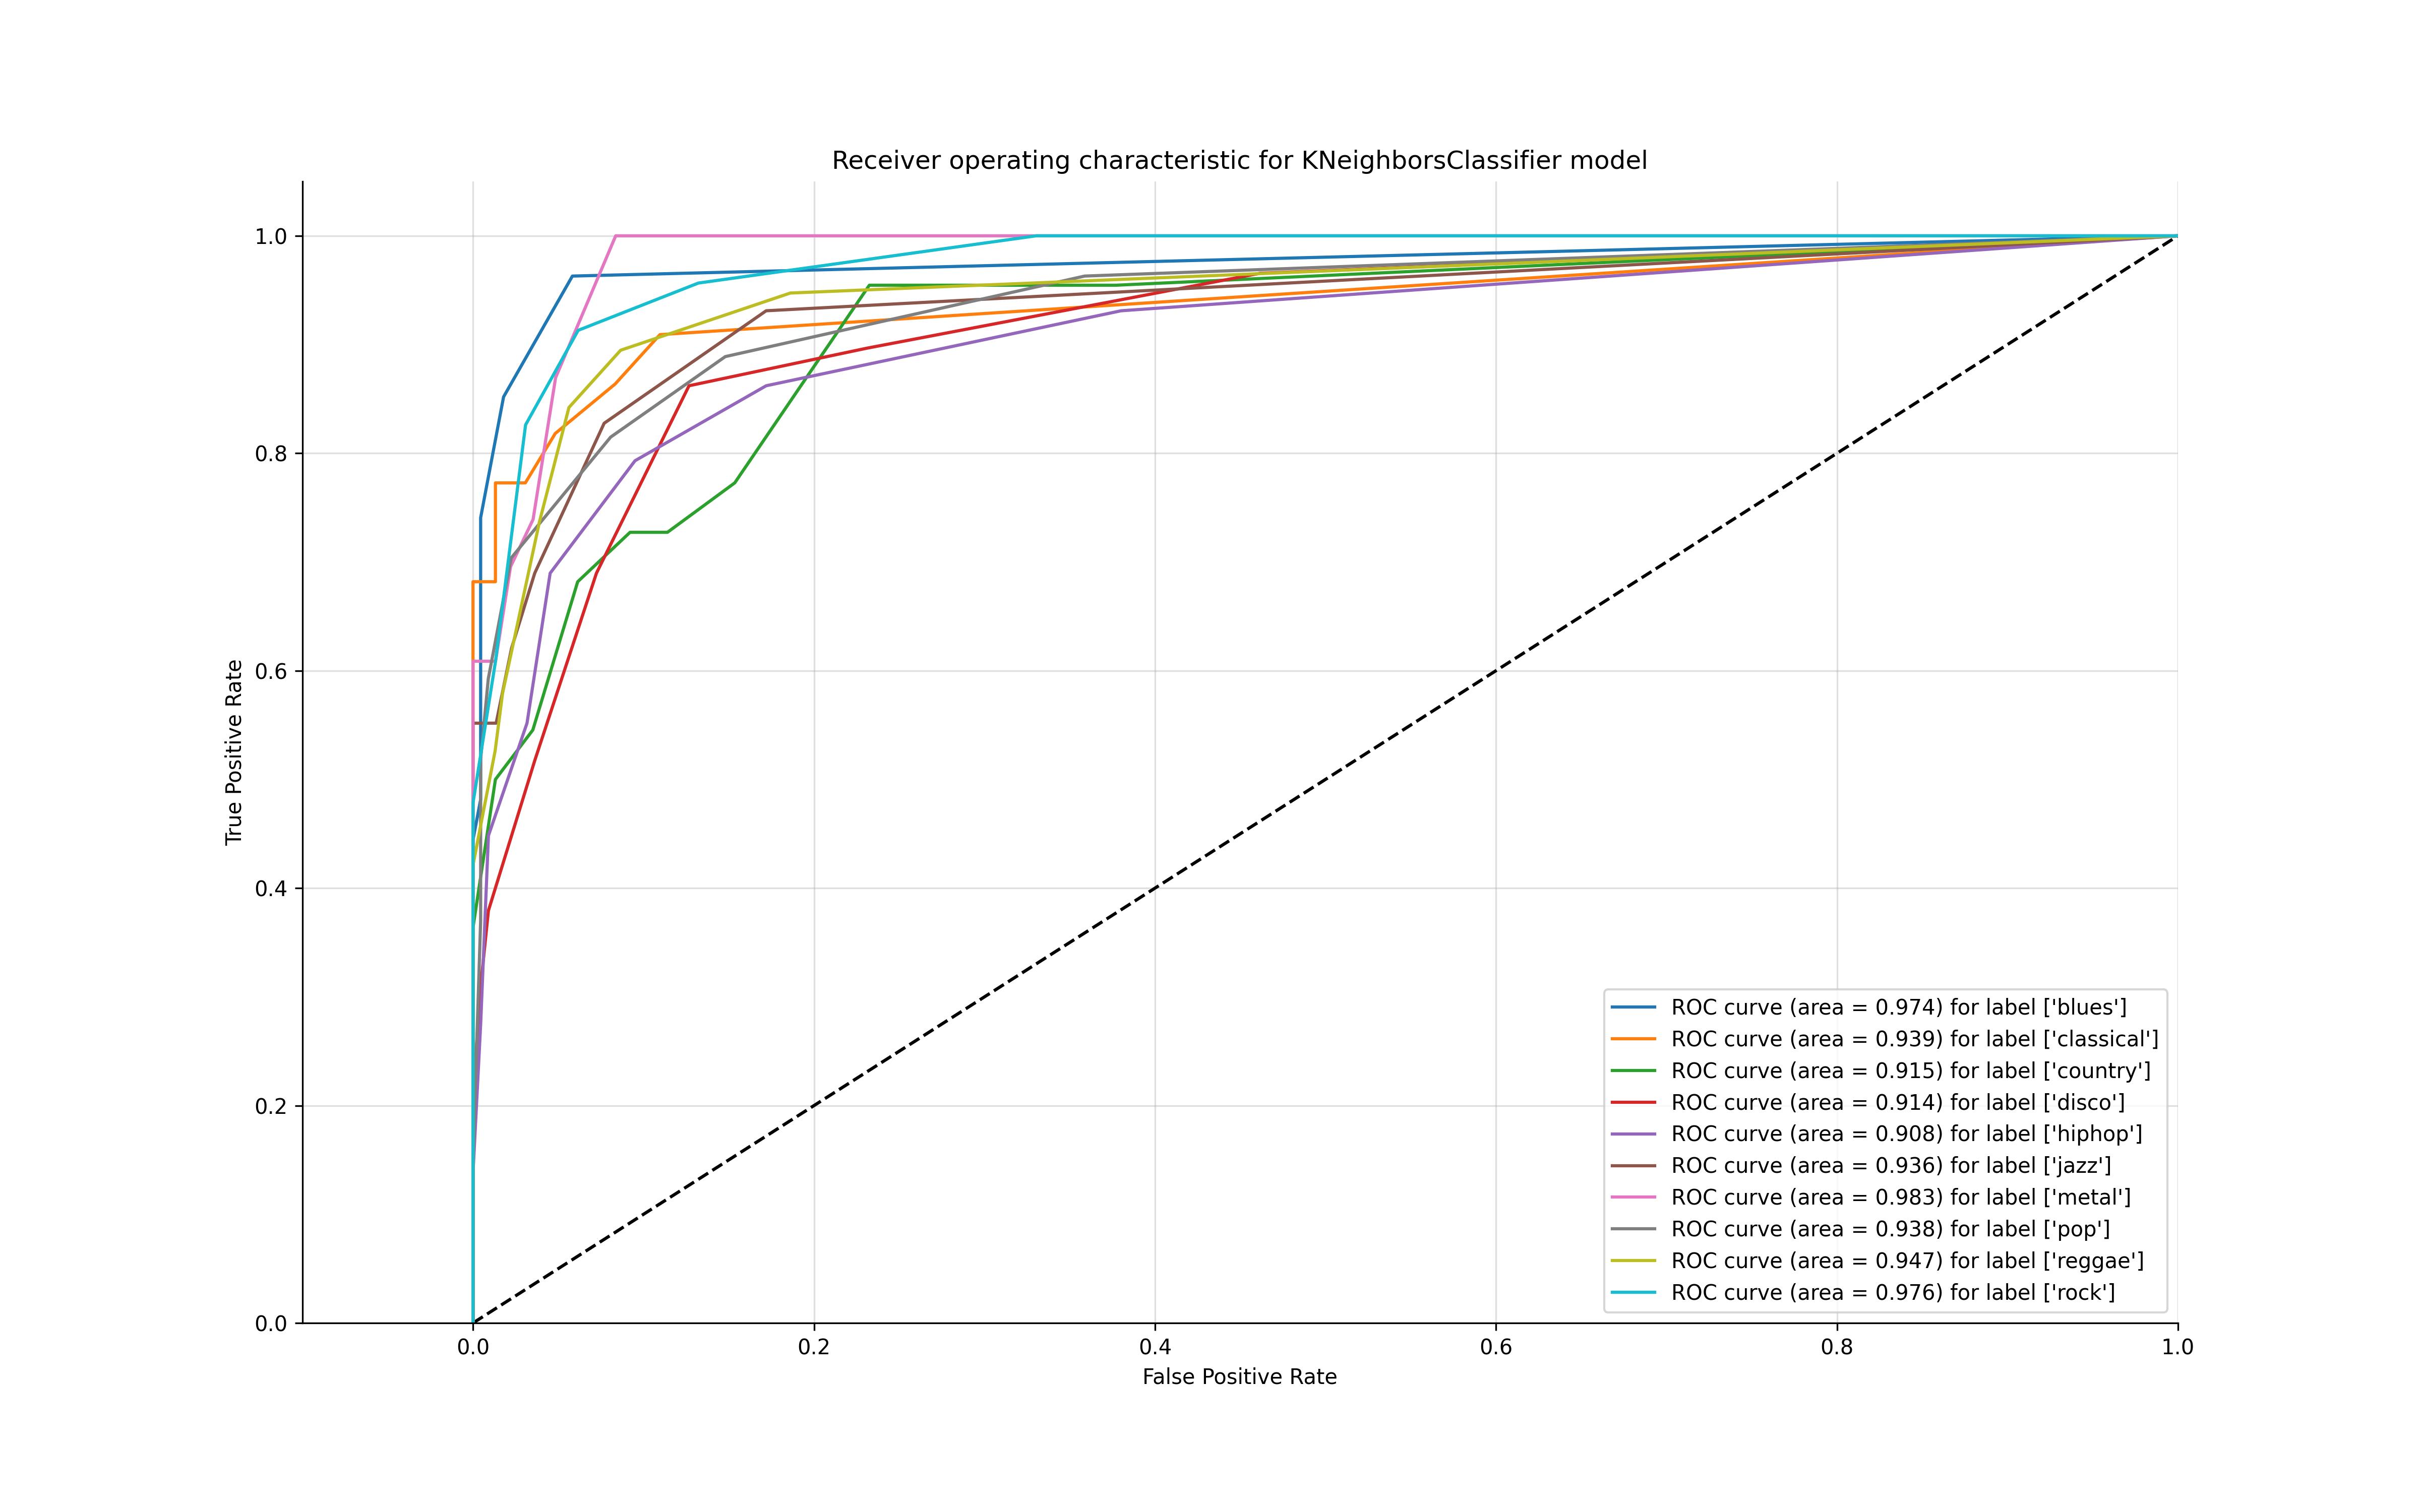 Receiver operating characteristic for KNeighborsClassifier model
1.0
0.8
0.6
0.4
0.2
0.0
True Positive Rate
ROC curve (area = 0.974) for label ['blues']
ROC curve (area = 0.939) for label ['classical']
ROC curve (area = 0.915) for label ['country']
ROC curve (area = 0.914) for label ['disco']
ROC curve (area = 0.908) for label ['hiphop']
ROC curve (area = 0.936) for label ['jazz']
ROC curve (area = 0.983) for label ['metal']
ROC curve (area = 0.938) for label ['pop']
ROC curve (area = 0.947) for label ['reggae']
ROC curve (area = 0.976) for label ['rock']
0.0 0.2 0.4 0.6 0.8 1.0
False Positive Rate